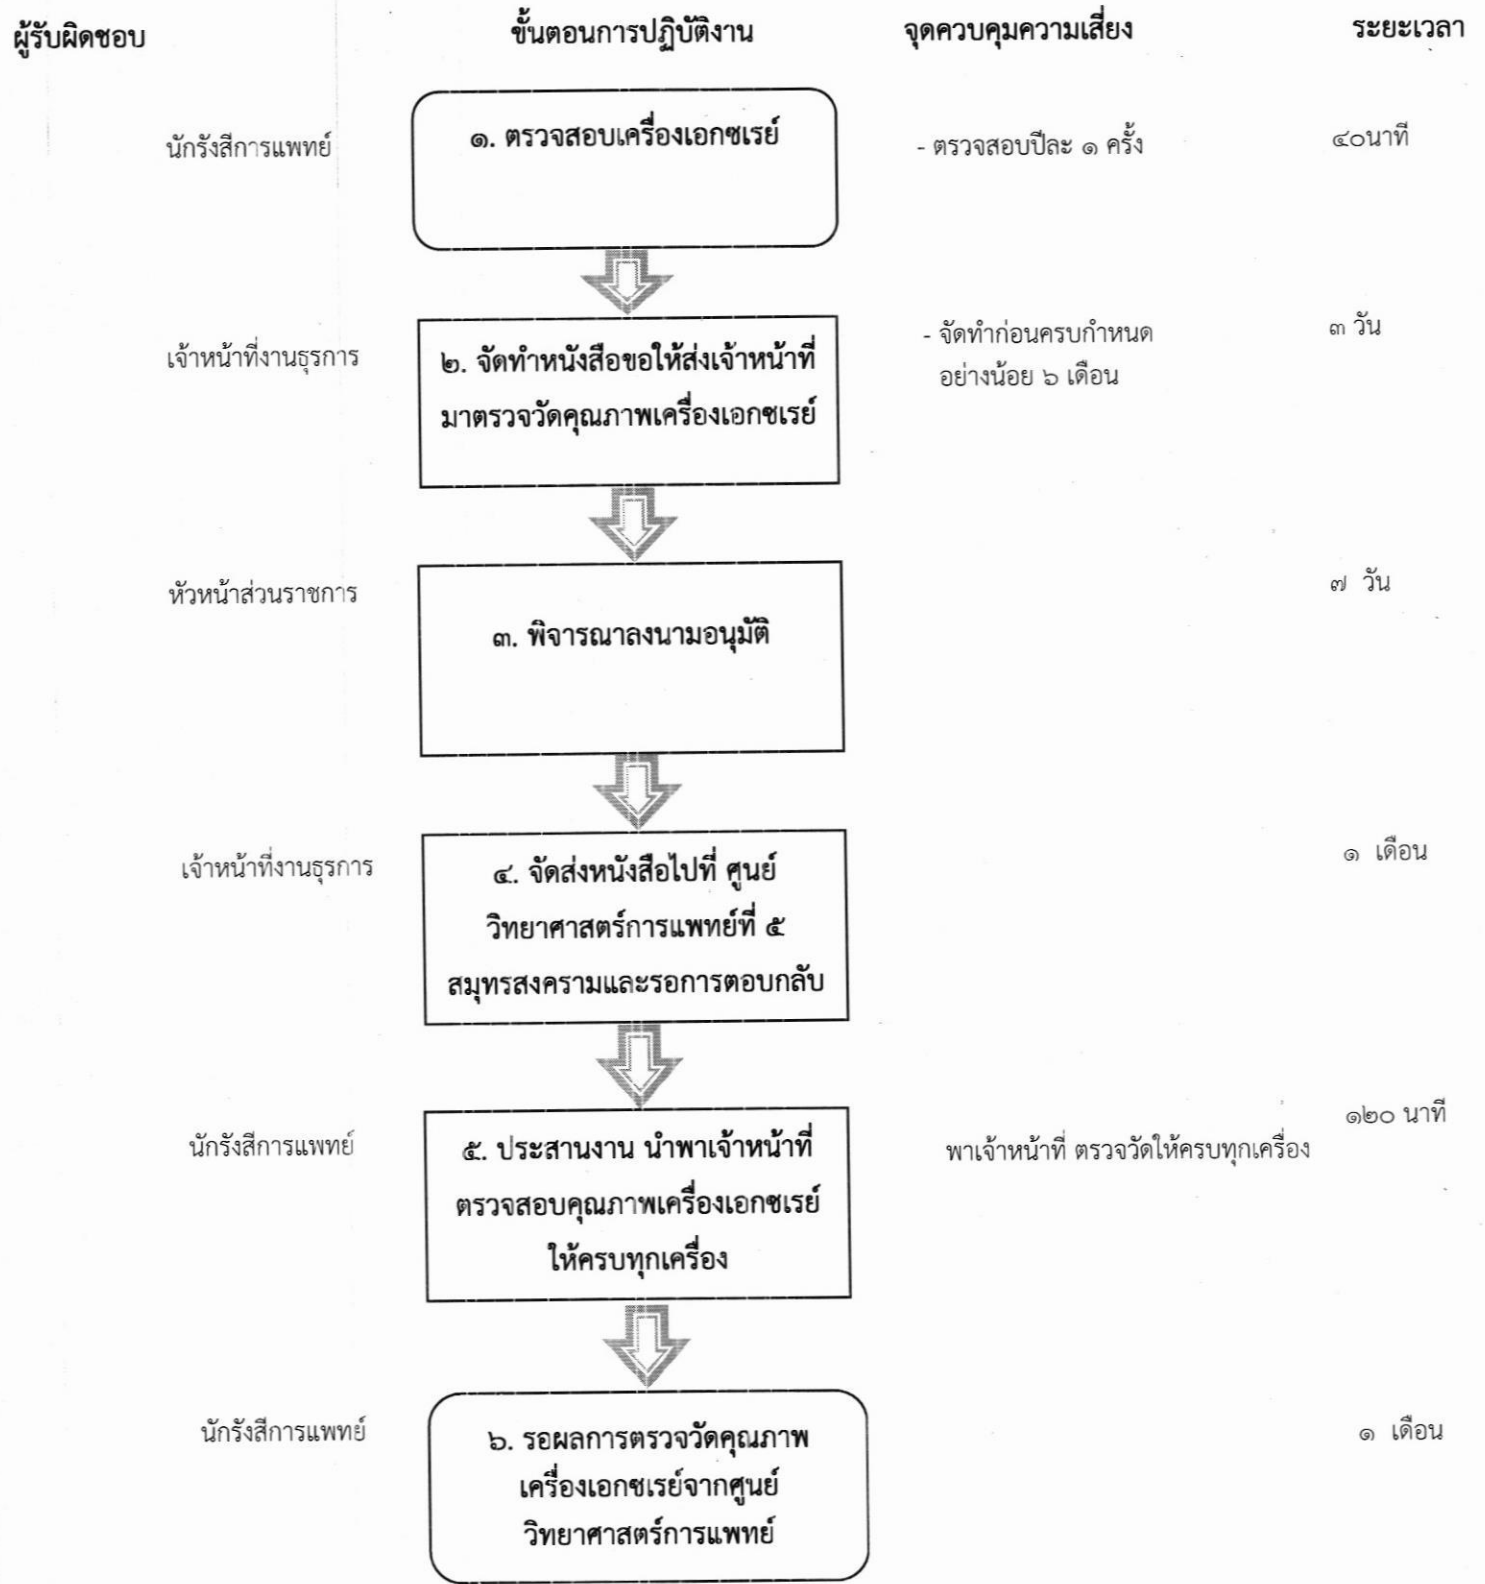 ผู้รับผิดชอบ
ขั้นตอนการปฏิบัติงาน
จุดควบคุมความเสี่ยง
ระยะเวลา
นักรังสีการแพทย์
๑. ตรวจสอบเครื่องเอกซเรย์
- ตรวจสอบปีละ ๑ ครั้ง
๔๐นาที
เจ้าหน้าที่งานธุรการ
๒. จัดทำหนังสือขอให้ส่งเจ้าหน้าที่
มาตรวจวัดคุณภาพเครื่องเอกซเรย์
- จัดทำก่อนครบกำหนด
อย่างน้อย ๖ เดือน
๓ วัน
หัวหน้าส่วนราชการ
๓. พิจารณาลงนามอนุมัติ
๗ วัน
เจ้าหน้าที่งานธุรการ
๔. จัดส่งหนังสือไปที่ ศูนย์
วิทยาศาสตร์การแพทย์ที่ ๕
สมุทรสงครามและรอการตอบกลับ
๑ เดือน
นักรังสีการแพทย์
๕. ประสานงาน นำพาเจ้าหน้าที่
ตรวจสอบคุณภาพเครื่องเอกซเรย์
ให้ครบทุกเครื่อง
พาเจ้าหน้าที่ ตรวจวัดให้ครบทุกเครื่อง
๑๒๐ นาที
นักรังสีการแพทย์
๖. รอผลการตรวจวัดคุณภาพ
เครื่องเอกซเรย์จากศูนย์
วิทยาศาสตร์การแพทย์
๑ เดือน